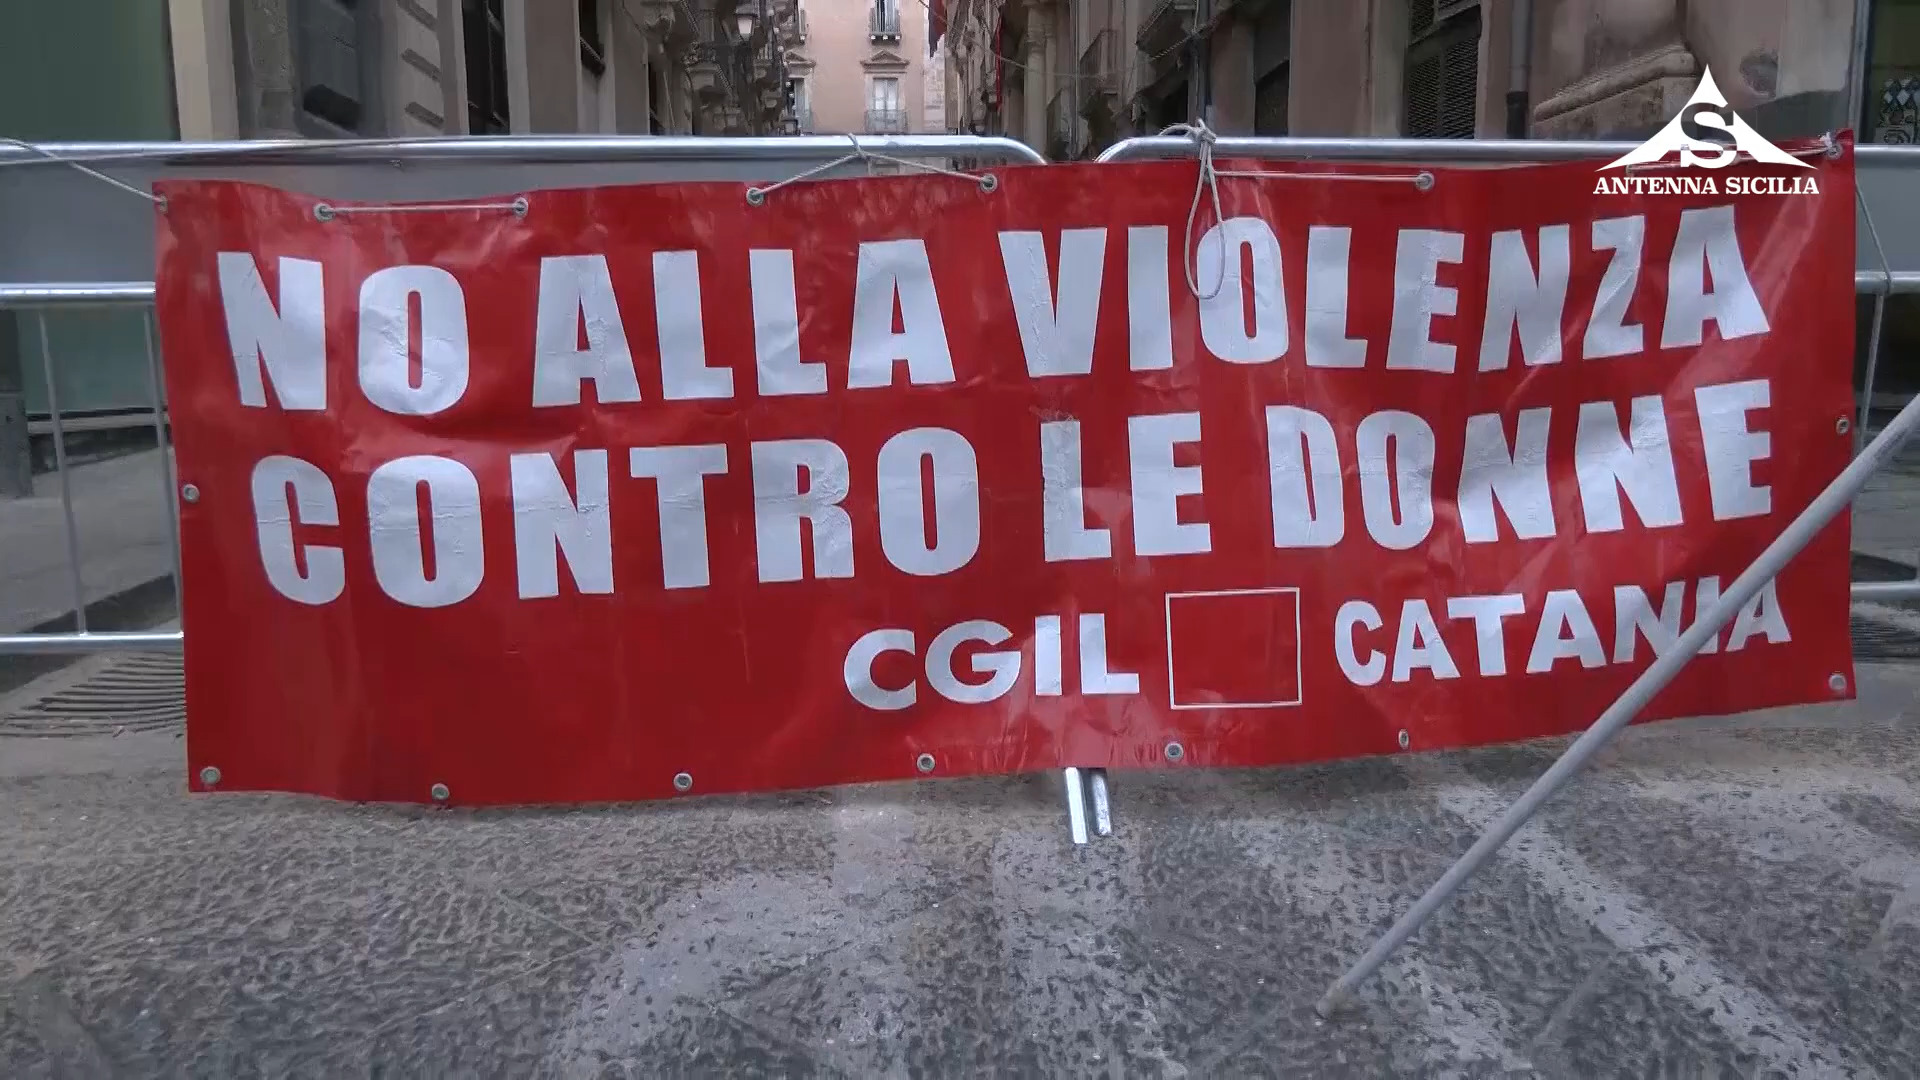 S
ANTENNA SICILIA
NO ALLA VIOLENZA
CONTRO LE DONNE
CGIL CATANIA